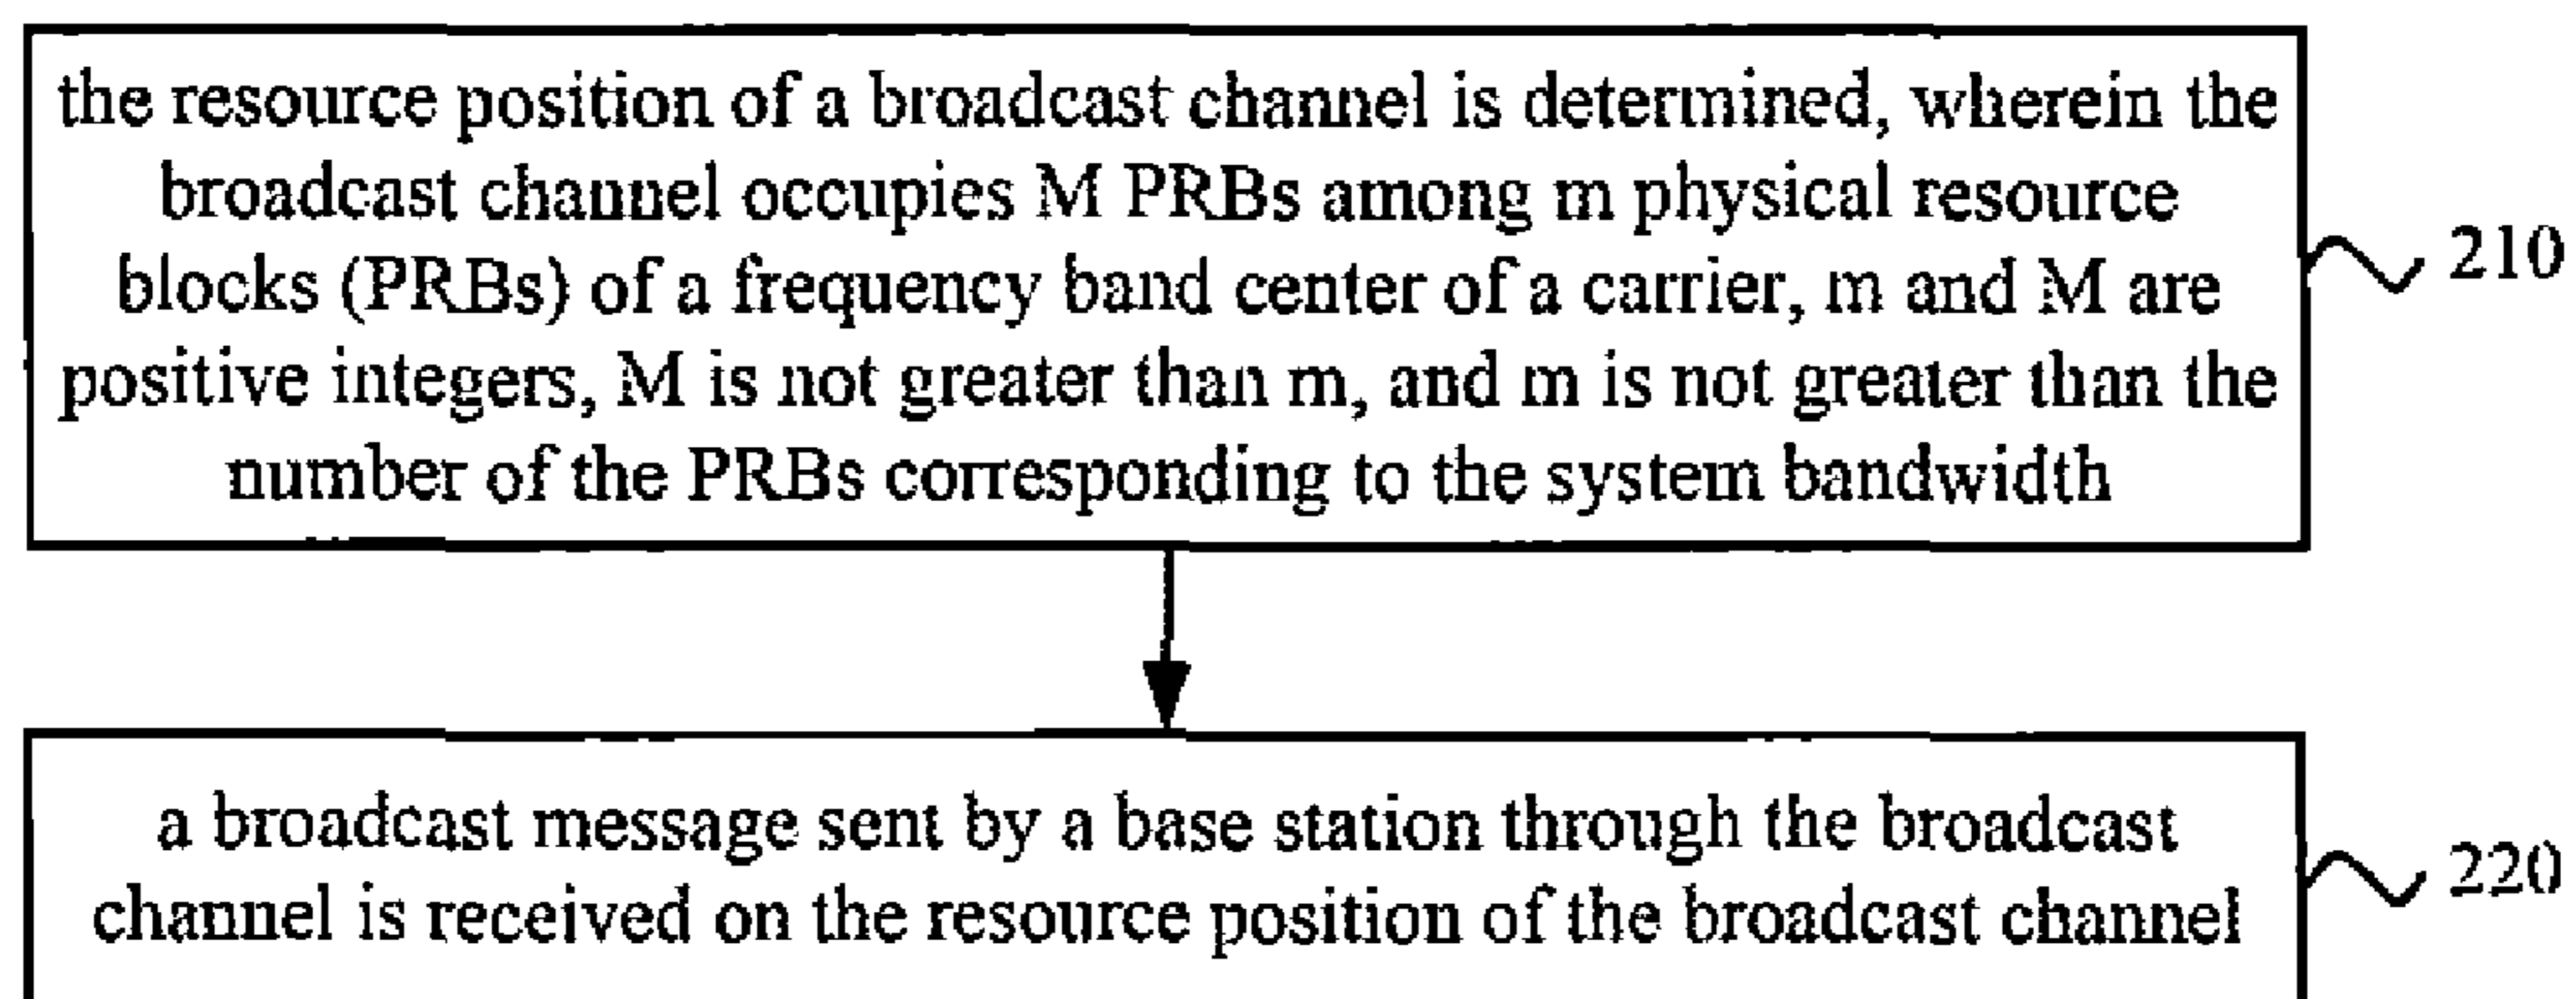 the resource position of a broadcast channel is determined, wherein the
broadcast channel occupies M PRBs among m physical resource
blocks (PRBs) of a frequency band center of a carrier, m and M are
positive integers, M is not greater than m, and m is not greater than the
number of the PRBs corresponding to the system bandwidth
210
a broadcast message sent by a base station through the broadcast
channel is received on the resource position of the broadcast channel
220